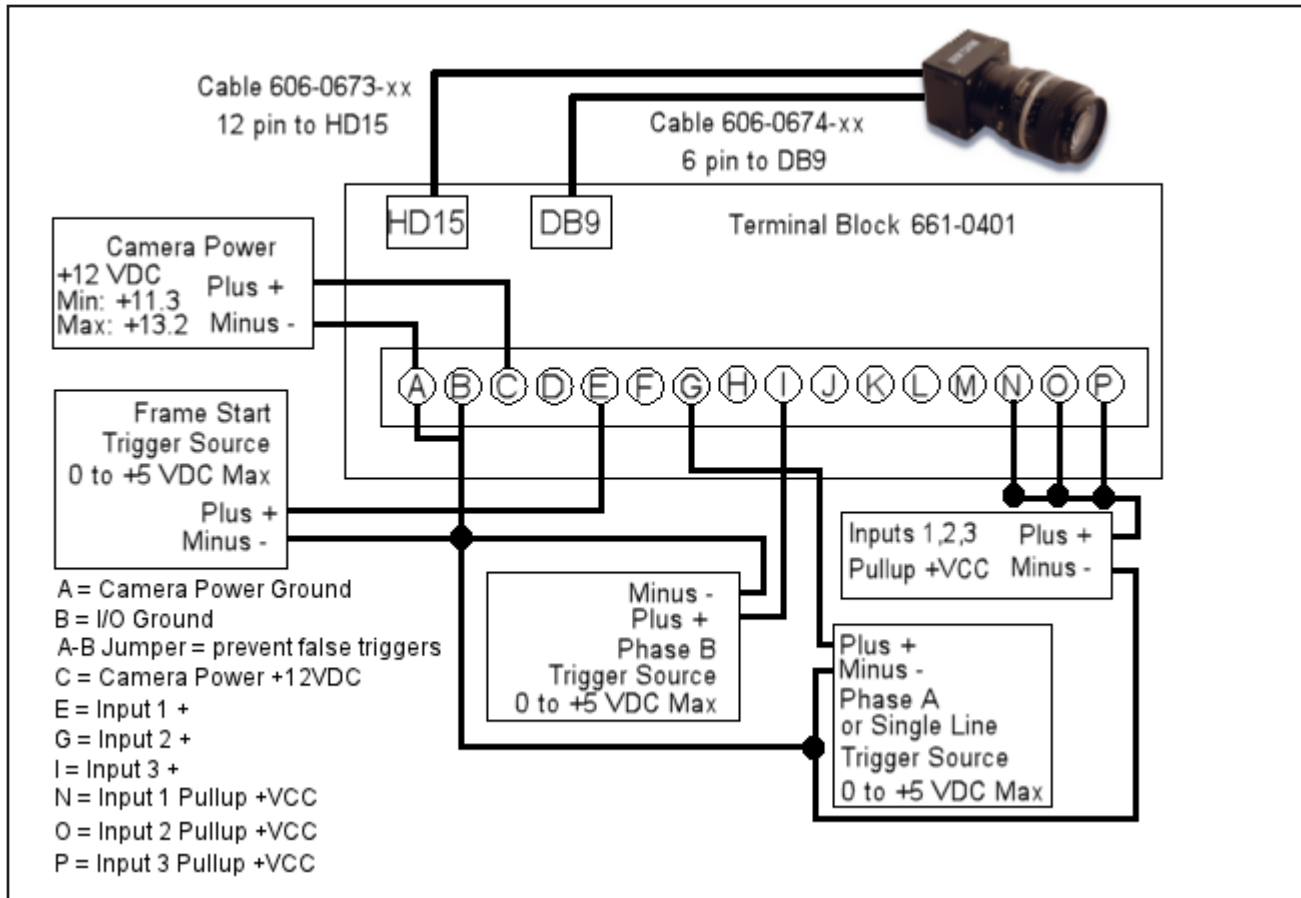 Cable 606-0673-xx
12 pin to HD15
Cable 606-0674-xx
6 pin to DB9
HD15
DB9
Terminal Block 661-0401
Camera Power
+12 VDC
Plus +
Min: +11.3
Max: +13.2
Minus -
A B C D E F G H I J K L M N O P
Frame Start
Trigger Source
0 to +5 VDC Max
Plus +
Minus -
Inputs 1,2,3
Plus +
Pullup +VCC
Minus -
Minus -
Plus +
Phase B
Trigger Source
0 to +5 VDC Max
Plus +
Minus -
Phase A
or Single Line
Trigger Source
0 to +5 VDC Max
A = Camera Power Ground
B = I/O Ground
A-B Jumper = prevent false triggers
C = Camera Power +12VDC
E = Input 1 +
G = Input 2 +
I = Input 3 +
N = Input 1 Pullup +VCC
O = Input 2 Pullup +VCC
P = Input 3 Pullup +VCC